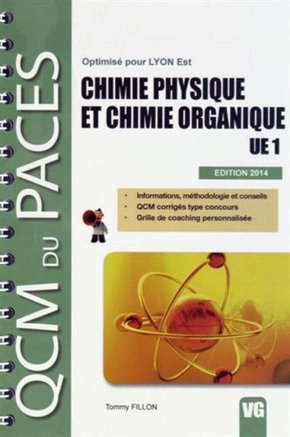 Optimisé pour LYON Est
CHIMIE PHYSIQUE
ET CHIMIE ORGANIQUE
UE 1
EDITION 2014
• Informations, méthodologie et conseils
• QCM corrigés type concours
• Grille de coaching personnalisée
QCM DU PACES
Tommy FILLON
VG